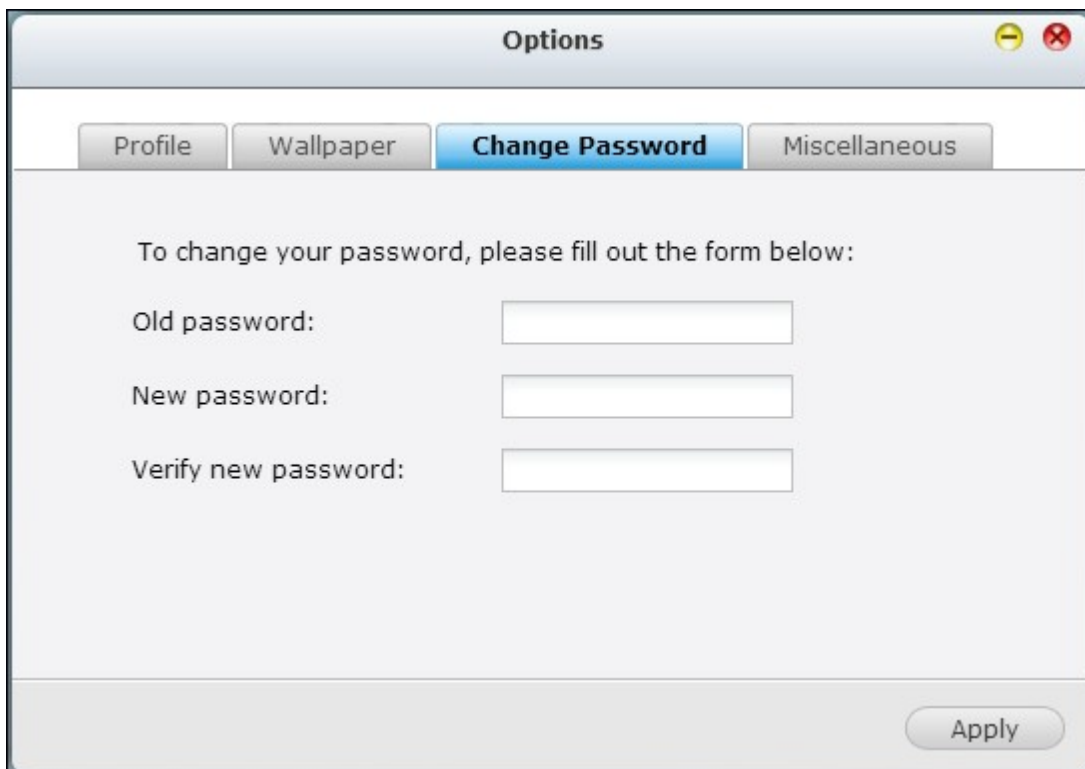 Options
Profile Wallpaper Change Password Miscellaneous
To change your password, please fill out the form below:
Old password:
New password:
Verify new password:
Apply